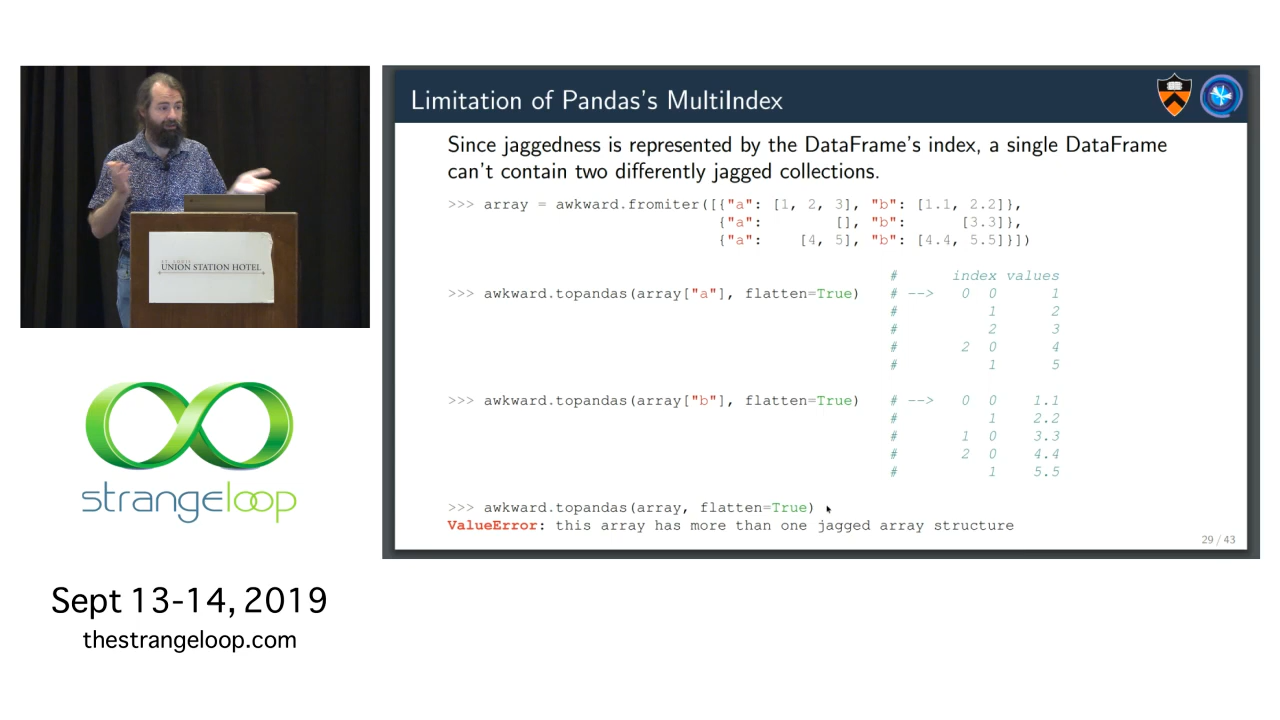 Limitation of Pandas's MultiIndex
Since jaggedness is represented by the DataFrame's index, a single DataFrame
can't contain two differently jagged collections.
>>> array = awkward.fromiter([{"a": [1, 2, 3], "b": [1.1, 2.2]},
{"a": [], "b": [3.3]},
{"a": [4, 5], "b": [4.4, 5.5]}])
# index values
>>> awkward.topandas(array["a"], flatten=True) # --> 0 0 1
# 1 2
# 2 3
# 2 0 4
# 1 5
>>> awkward.topandas(array["b"], flatten=True) # --> 0 0 1.1
# 1 2.2
# 1 0 3.3
# 2 0 4.4
# 1 5.5
>>> awkward.topandas(array, flatten=True)
ValueError: this array has more than one jagged array structure
29 / 43
UNION STATION HOTEL
strangeloop
Sept 13-14, 2019
thestrangeloop.com